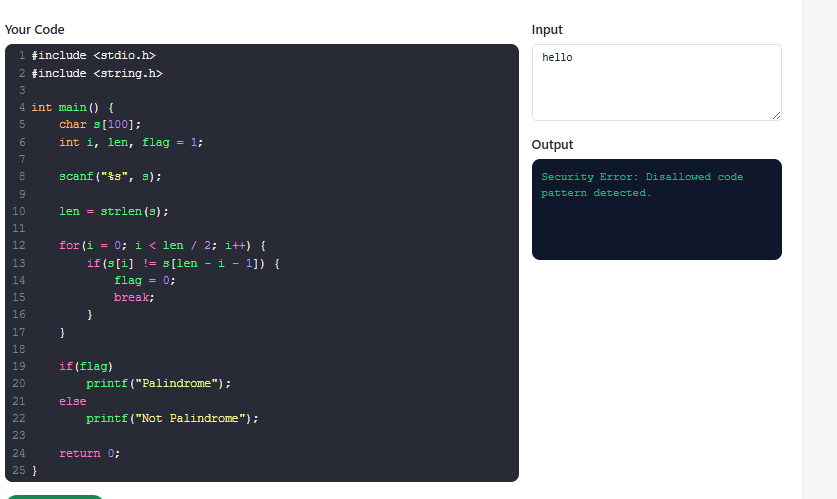 Your Code
1 #include <stdio.h>
2 #include <string.h>
3
4 int main() {
5     char s[100];
6     int i, len, flag = 1;
7
8     scanf("%s", s);
9
10     len = strlen(s);
11
12     for(i = 0; i < len / 2; i++) {
13         if(s[i] != s[len - i - 1]) {
14             flag = 0;
15             break;
16         }
17     }
18
19     if(flag)
20         printf("Palindrome");
21     else
22         printf("Not Palindrome");
23
24     return 0;
25 }
Input
hello
Output
Security Error: Disallowed code
pattern detected.